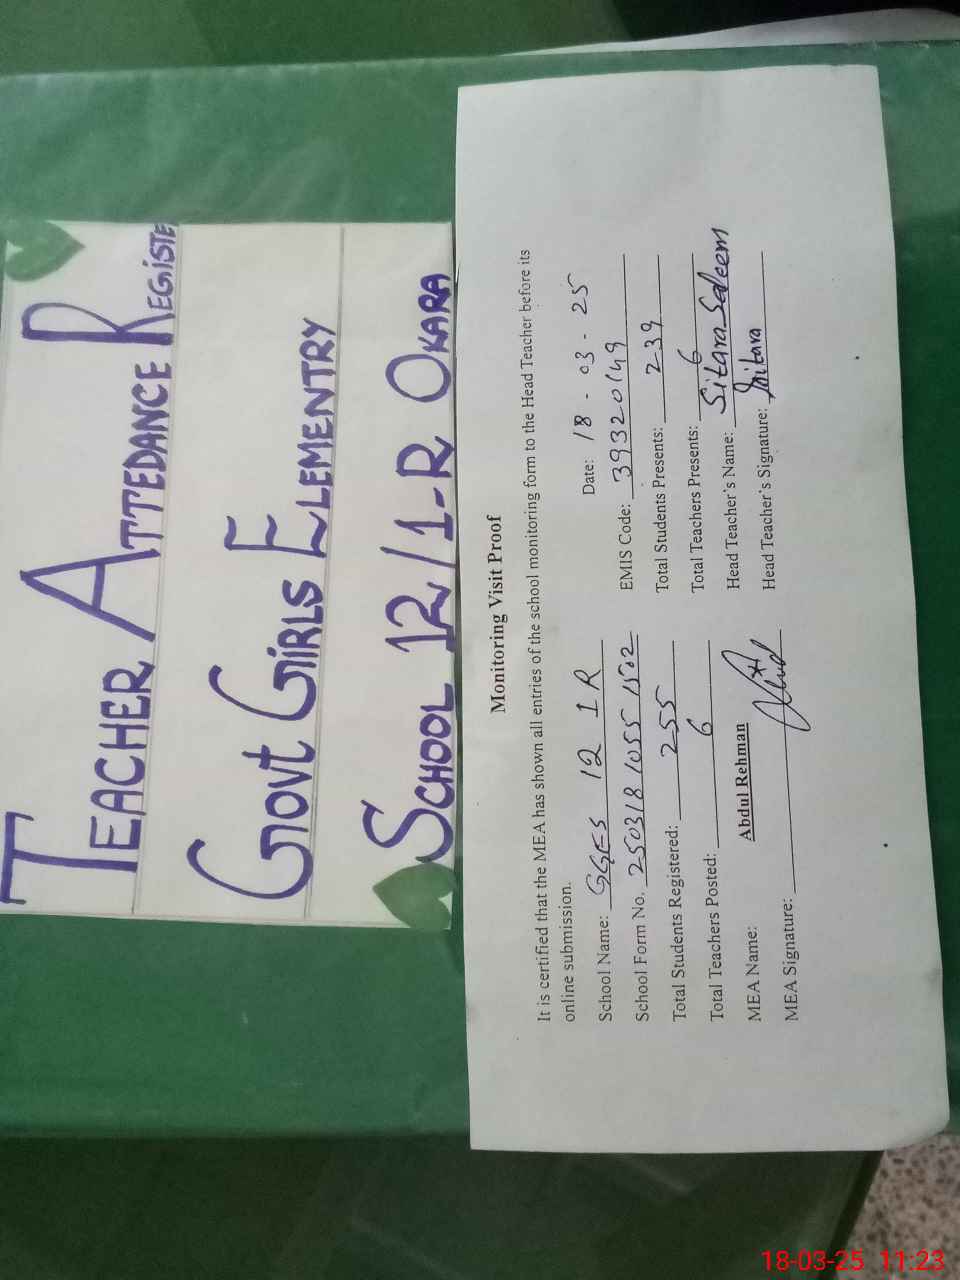 TEACHER ATTEDANCE REGISTE
GOVT GIRLS ELEMENTRY
SCHOOL 12/1-R OKARA
Monitoring Visit Proof
It is certified that the MEA has shown all entries of the school monitoring form to the Head Teacher before its
online submission.
Date: 18-03-25
School Name: GGES 12 1 R EMIS Code: 39320149
School Form No. 250318 1055 1502 Total Students Presents: 239
Total Students Registered: 255 Total Teachers Presents: 6
Total Teachers Posted: 6 Head Teacher's Name: Sitara Saleem
MEA Name: Abdul Rehman Head Teacher's Signature: Sitara
MEA Signature:
18-03-25 11:23